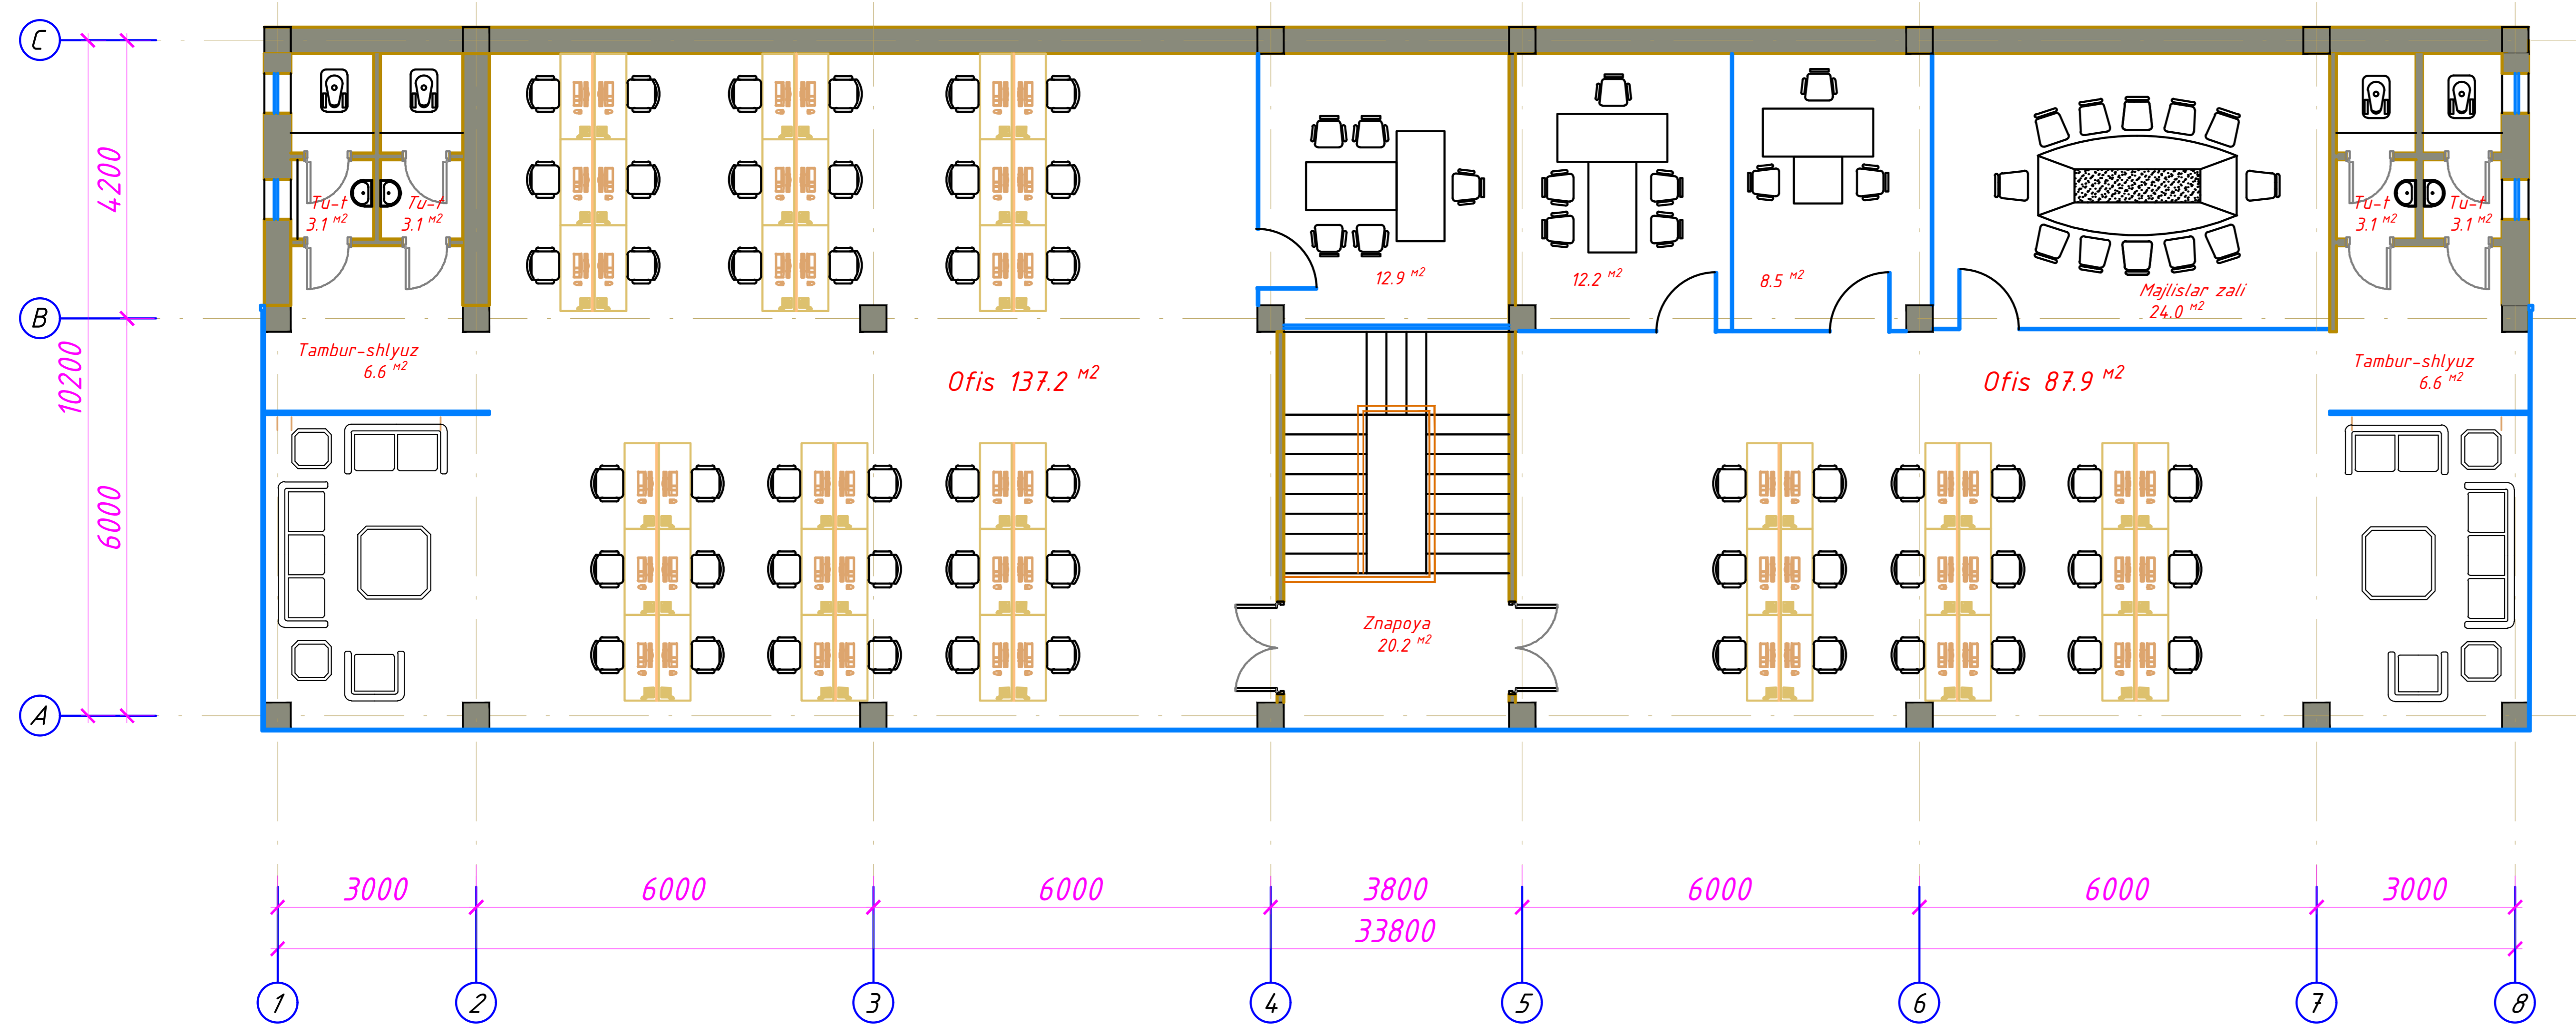 C
B
A
4200
6000
10200
Tu-t
3.1 м2
Tu-t
3.1 м2
12.9 м2
12.2 м2
8.5 м2
Majlislar zali
24.0 м2
Tu-t
3.1 м2
Tu-t
3.1 м2
Tambur-shlyuz
6.6 м2
Ofis 137.2 м2
Ofis 87.9 м2
Tambur-shlyuz
6.6 м2
Znapoya
20.2 м2
3000
6000
6000
3800
6000
6000
3000
33800
1
2
3
4
5
6
7
8